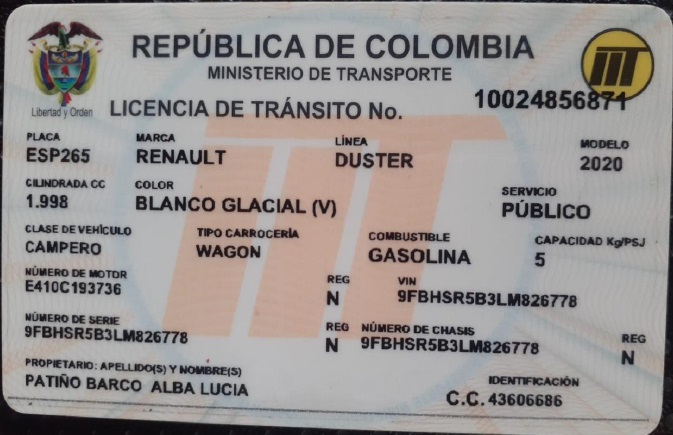 REPÚBLICA DE COLOMBIA
MINISTERIO DE TRANSPORTE
Libertad y Orden
LICENCIA DE TRÁNSITO No. 10024856871
PLACA MARCA LÍNEA MODELO
ESP265 RENAULT DUSTER 2020
CILINDRADA CC COLOR SERVICIO
1.998 BLANCO GLACIAL (V) PÚBLICO
CLASE DE VEHÍCULO TIPO CARROCERÍA COMBUSTIBLE CAPACIDAD Kg/PSJ
CAMPERO WAGON GASOLINA 5
NÚMERO DE MOTOR REG VIN
E410C193736 N 9FBHSR5B3LM826778
NÚMERO DE SERIE REG NÚMERO DE CHASIS REG
9FBHSR5B3LM826778 N 9FBHSR5B3LM826778 N
PROPIETARIO: APELLIDO(S) Y NOMBRE(S) IDENTIFICACIÓN
PATIÑO BARCO ALBA LUCIA C.C. 43606686